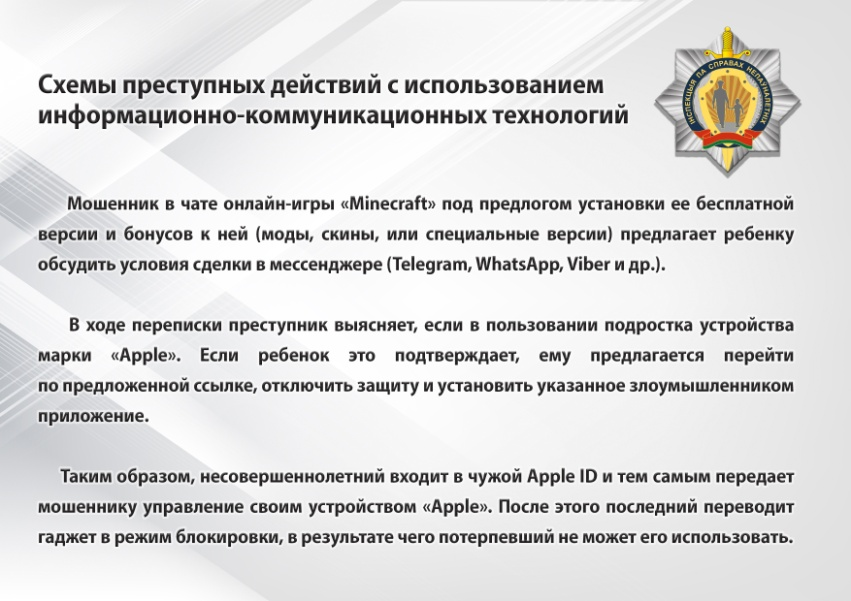 Схемы преступных действий с использованием
информационно-коммуникационных технологий
ІНСПЕКЦЫЯ ПА СПРАВАХ НЕПАЎНАЛЕТНІХ
Мошенник в чате онлайн-игры «Minecraft» под предлогом установки ее бесплатной
версии и бонусов к ней (моды, скины, или специальные версии) предлагает ребенку
обсудить условия сделки в мессенджере (Telegram, WhatsApp, Viber и др.).
В ходе переписки преступник выясняет, если в пользовании подростка устройства
марки «Apple». Если ребенок это подтверждает, ему предлагается перейти
по предложенной ссылке, отключить защиту и установить указанное злоумышленником
приложение.
Таким образом, несовершеннолетний входит в чужой Apple ID и тем самым передает
мошеннику управление своим устройством «Apple». После этого последний переводит
гаджет в режим блокировки, в результате чего потерпевший не может его использовать.